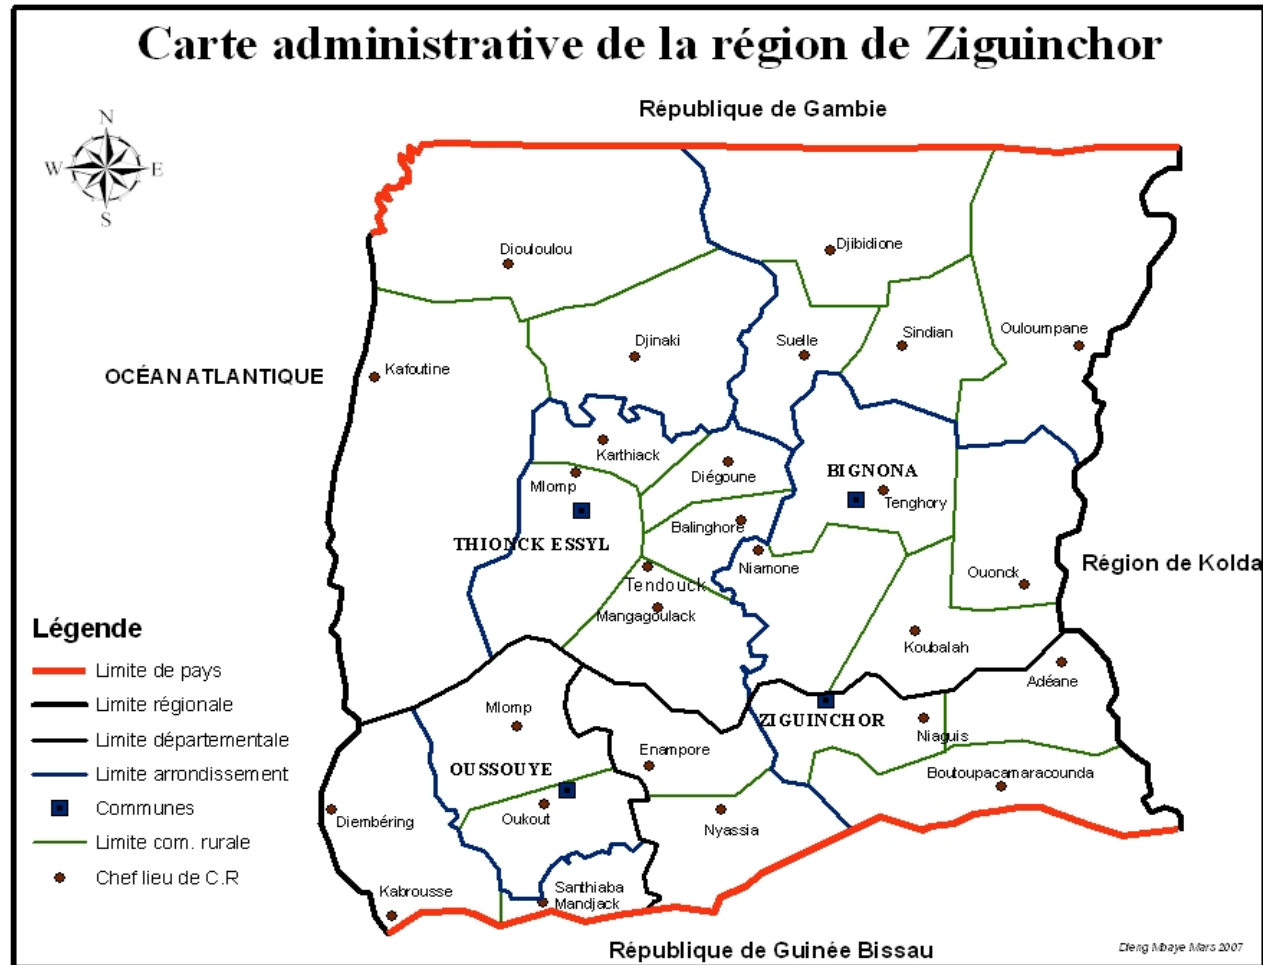 Carte administrative de la région de Ziguinchor
République de Gambie
N
W E
S
Diouloulou
Djibidione
Djinaki
Suelle
Sindian
Ouloumpane
OCÉAN ATLANTIQUE
Kafoutine
Karthiack
Mlomp
Diégoune
BIGNONA
Tenghory
THIONCK ESSYL
Balinghore
Niamone
Région de Kolda
Tendouck
Ouonck
Mangagoulack
Koubalah
Adéane
Légende
Limite de pays
Limite régionale
Limite départementale
Limite arrondissement
Communes
Limite com. rurale
Chef lieu de C.R
Mlomp
ZIGUINCHOR
Niaguis
Enampore
OUSSOUYE
Boutoupacamaracounda
Diembéring
Oukout
Nyassia
Kabrousse
Santhiaba
Mandjack
République de Guinée Bissau
Dieng Mbaye Mars 2007